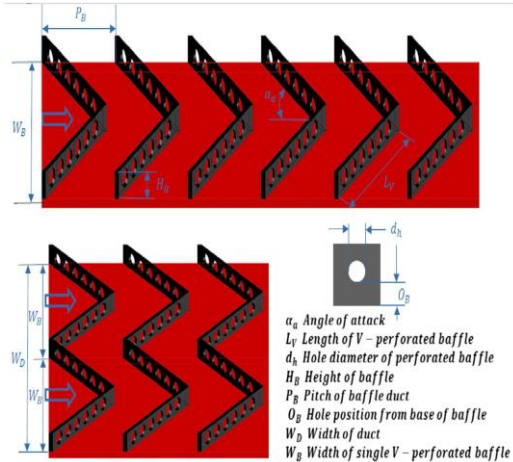 P_B
W_B
α_a
H_B
L_V
d_h
O_B
W_B
W_D
W_B
α_a Angle of attack
L_V Length of V – perforated baffle
d_h Hole diameter of perforated baffle
H_B Height of baffle
P_B Pitch of baffle duct
O_B Hole position from base of baffle
W_D Width of duct
W_B Width of single V – perforated baffle